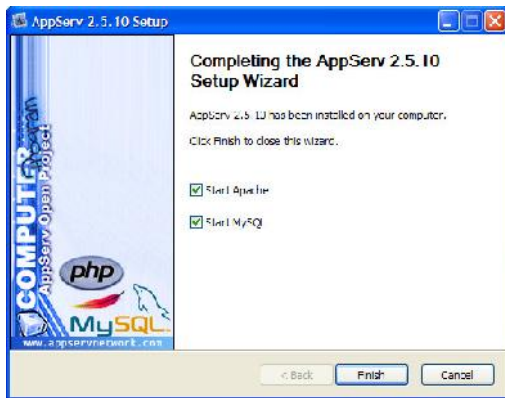 AppServ 2.5.10 Setup
Completing the AppServ 2.5.10
Setup Wizard
AppServ 2.5.10 has been installed on your computer.
Click Finish to close this wizard.
Start Apache
Start MySQL
COMPUTER
Program
AppServ Open Project
php
MySQL
www.appservnetwork.com
< Back
Finish
Cancel